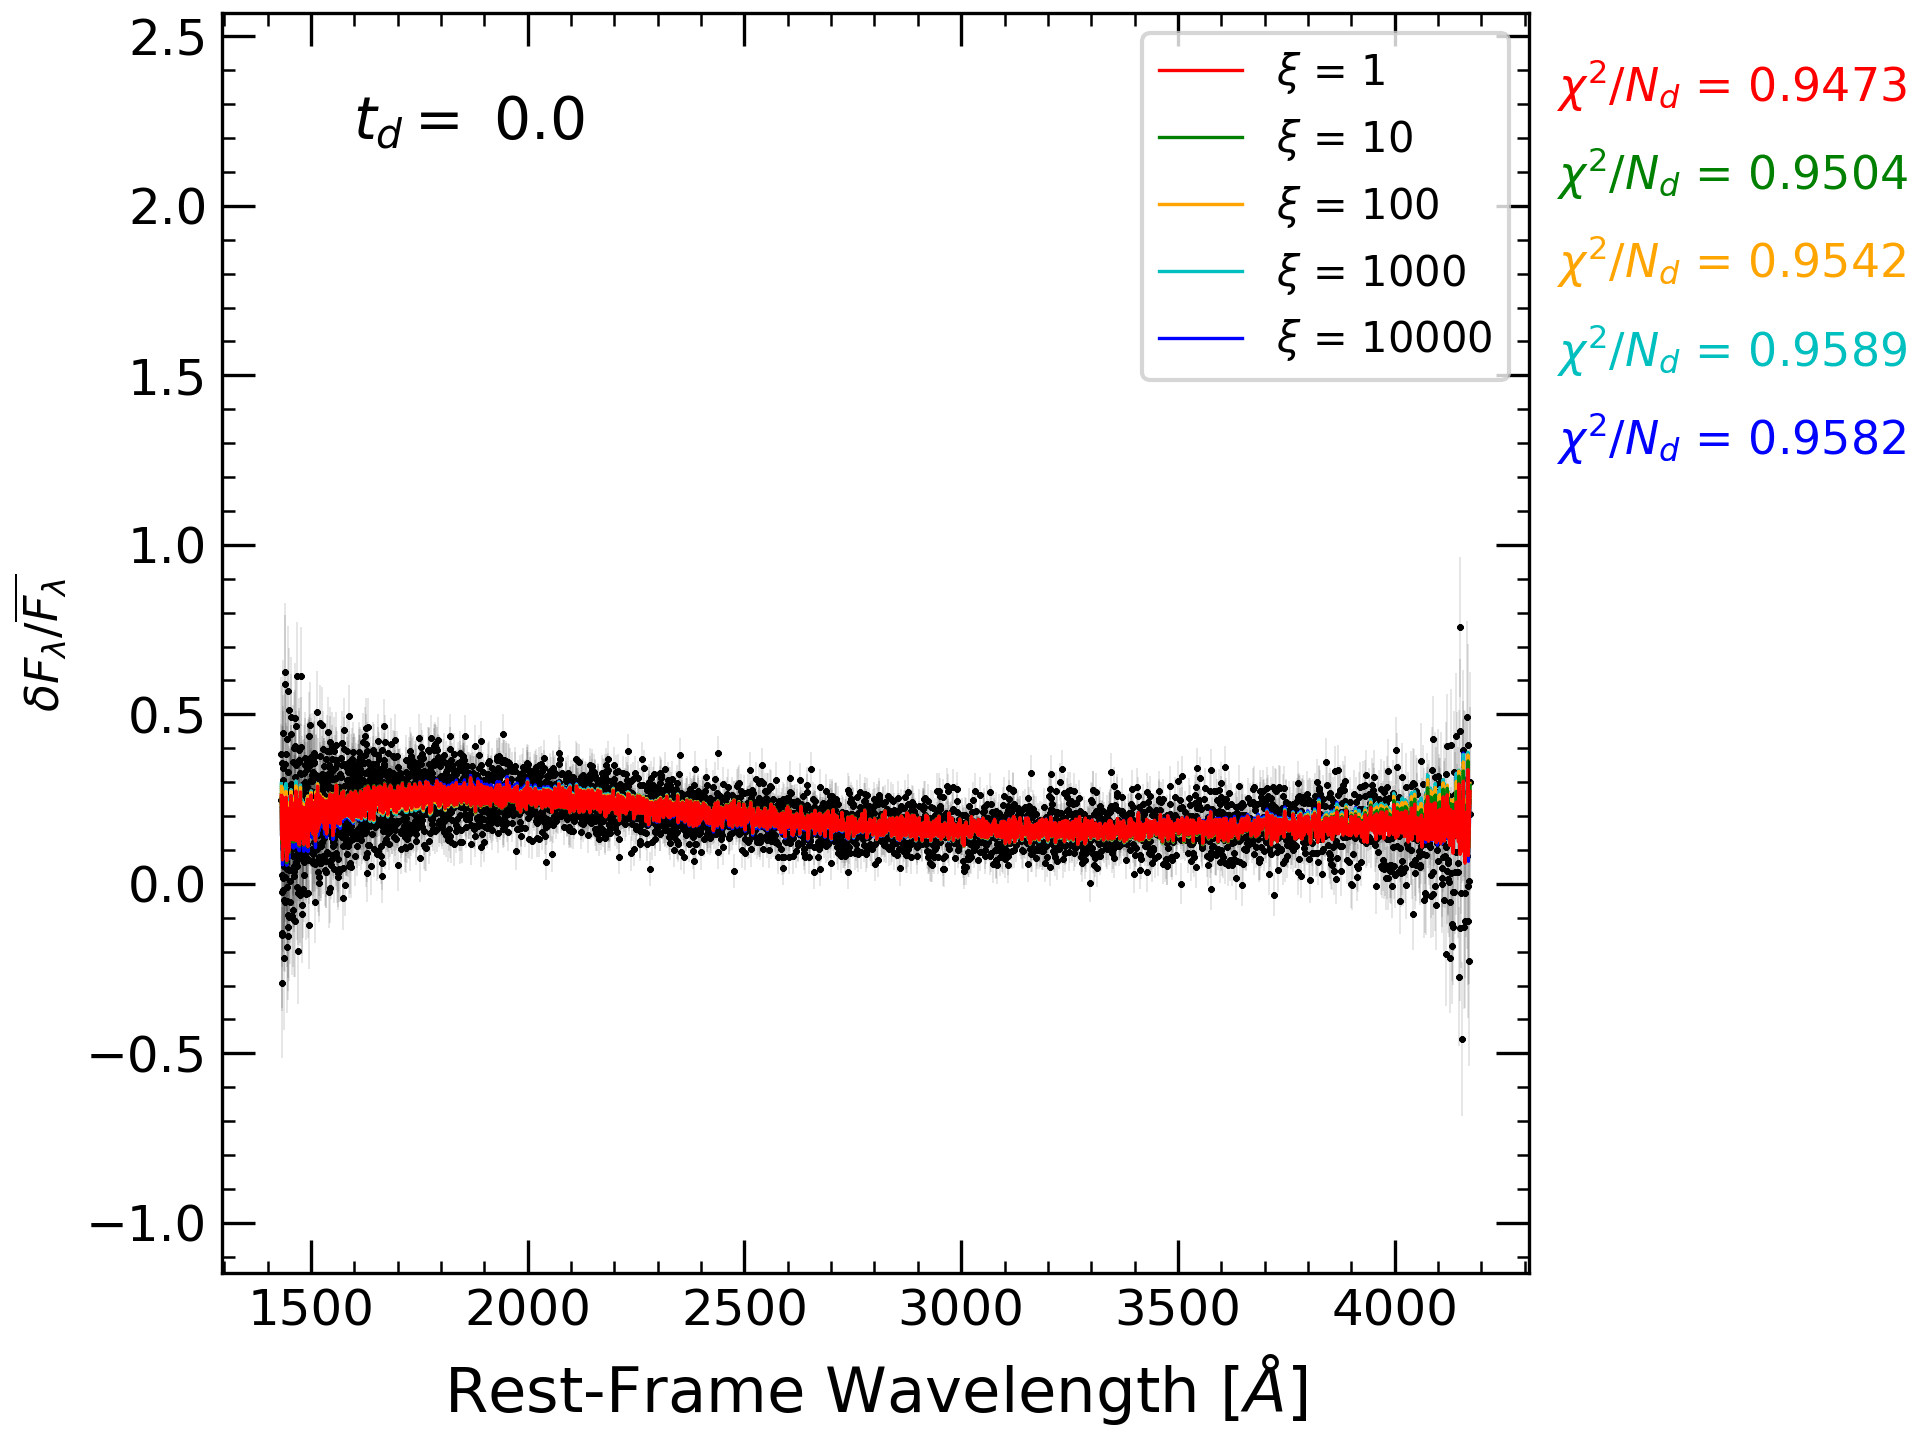 2.5
2.0
1.5
1.0
0.5
0.0
−0.5
−1.0
δF_λ/F̅_λ
t_d = 0.0
ξ = 1
ξ = 10
ξ = 100
ξ = 1000
ξ = 10000
χ²/N_d = 0.9473
χ²/N_d = 0.9504
χ²/N_d = 0.9542
χ²/N_d = 0.9589
χ²/N_d = 0.9582
1500 2000 2500 3000 3500 4000
Rest-Frame Wavelength [Å]